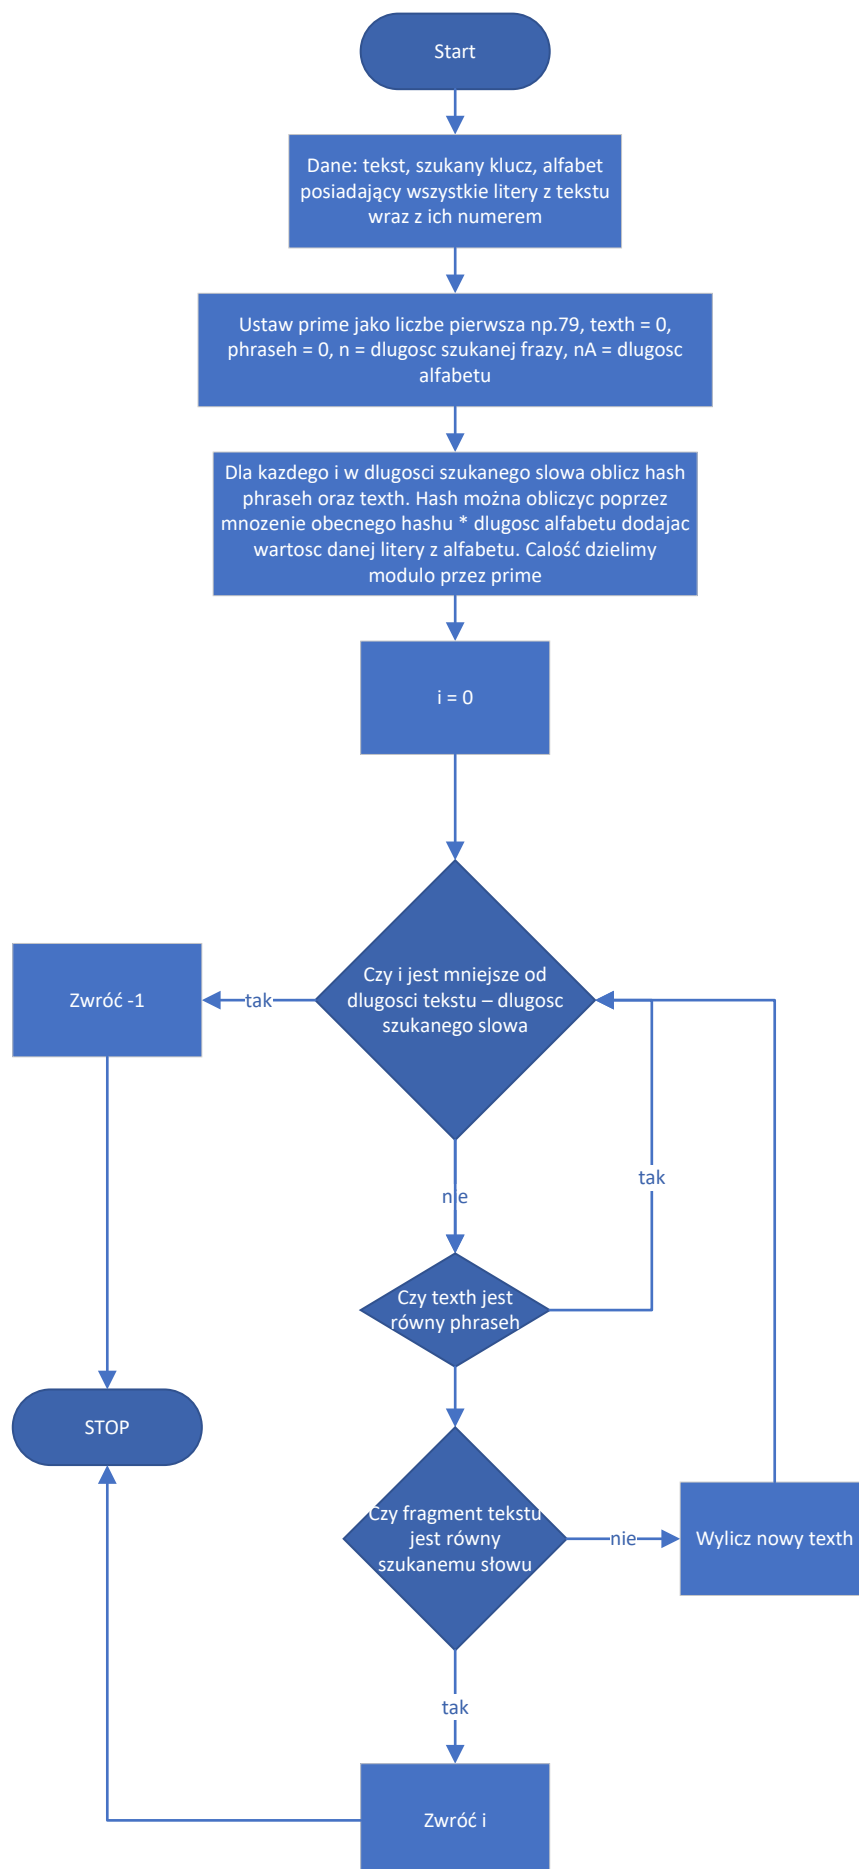 Start
Dane: tekst, szukany klucz, alfabet
posiadający wszystkie litery z tekstu
wraz z ich numerem
Ustaw prime jako liczbe pierwsza np.79, texth = 0,
phraseh = 0, n = dlugosc szukanej frazy, nA = dlugosc
alfabetu
Dla kazdego i w dlugosci szukanego slowa oblicz hash
phraseh oraz texth. Hash można obliczyc poprzez
mnozenie obecnego hashu * dlugosc alfabetu dodajac
wartosc danej litery z alfabetu. Calość dzielimy
modulo przez prime
i = 0
Czy i jest mniejsze od
dlugosci tekstu – dlugosc
szukanego slowa
tak
Zwróć -1
nie
tak
Czy texth jest
równy phraseh
STOP
Czy fragment tekstu
jest równy
szukanemu słowu
nie
Wylicz nowy texth
tak
Zwróć i